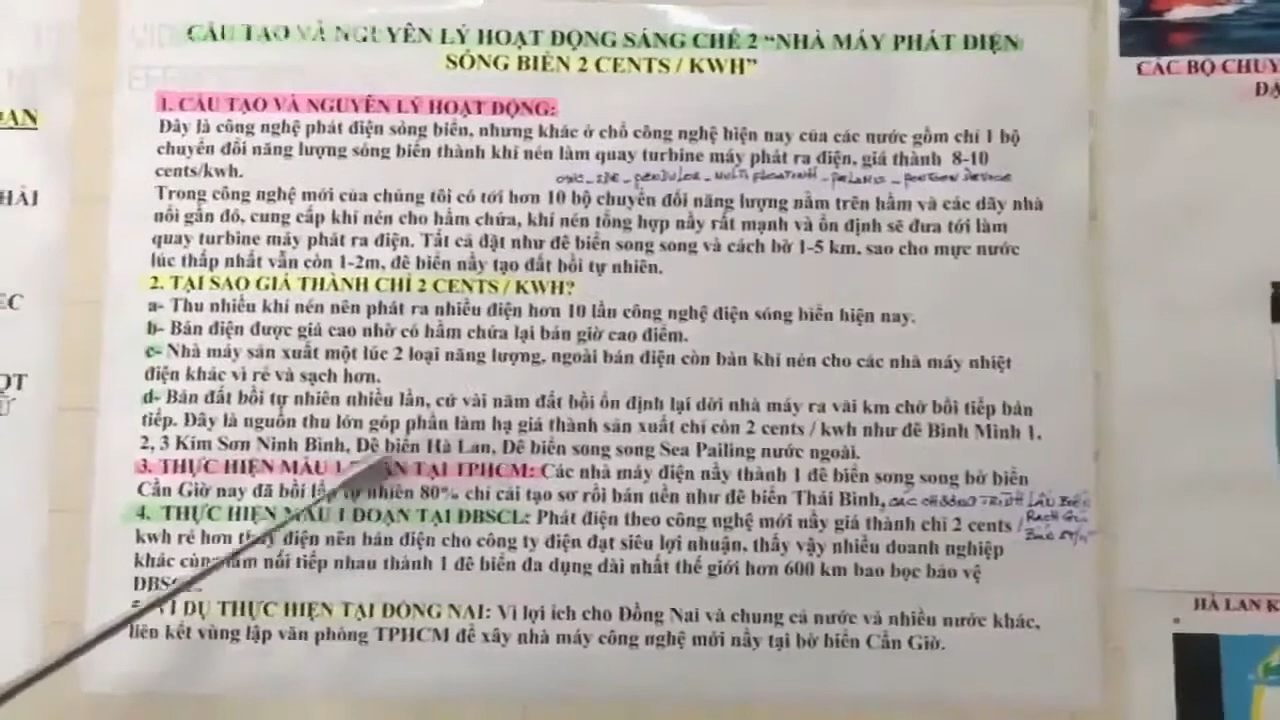 CẤU TẠO VÀ NGUYÊN LÝ HOẠT ĐỘNG SÁNG CHẾ 2 “NHÀ MÁY PHÁT ĐIỆN
SÓNG BIỂN 2 CENTS / KWH”
1. CẤU TẠO VÀ NGUYÊN LÝ HOẠT ĐỘNG:
Đây là công nghệ phát điện sóng biển, nhưng khác ở chổ công nghệ hiện nay của các nước gồm chỉ 1 bộ
chuyển đổi năng lượng sóng biển thành khí nén làm quay turbine máy phát ra điện, giá thành 8-10
cents/kwh.
Trong công nghệ mới của chúng tôi có tới hơn 10 bộ chuyển đổi năng lượng nằm trên hầm và các dãy nhà
nổi gần đó, cung cấp khí nén cho hầm chứa, khí nén tổng hợp nầy rất mạnh và ổn định sẽ đưa tới làm
quay turbine máy phát ra điện. Tất cả đặt như đê biển song song và cách bờ 1-5 km, sao cho mực nước
lúc thấp nhất vẫn còn 1-2m, đê biển nầy tạo đất bồi tự nhiên.
2. TẠI SAO GIÁ THÀNH CHỈ 2 CENTS / KWH?
a- Thu nhiều khí nén nên phát ra nhiều điện hơn 10 lần công nghệ điện sóng biển hiện nay.
b- Bán điện được giá cao nhờ có hầm chứa lại bán giờ cao điểm.
c- Nhà máy sản xuất một lúc 2 loại năng lượng, ngoài bán điện còn bán khí nén cho các nhà máy nhiệt
điện khác vì rẻ và sạch hơn.
d- Bán đất bồi tự nhiên nhiều lần, cứ vài năm đất bồi ổn định lại dời nhà máy ra vài km chờ bồi tiếp bán
tiếp. Đây là nguồn thu lớn góp phần làm hạ giá thành sản xuất chỉ còn 2 cents / kwh như đê Bình Minh 1,
2, 3 Kim Sơn Ninh Bình, Đê biển Hà Lan, Đê biển song song Sea Pailing nước ngoài.
3. THỰC HIỆN MẪU 1 TẠI TPHCM: Các nhà máy điện nầy thành 1 đê biển song song bờ biển
Cần Giờ nay đã bồi tự nhiên 80% chỉ cải tạo sơ rồi bán nền như đê biển Thái Bình,
4. THỰC HIỆN MẪU 1 ĐOẠN TẠI ĐBSCL: Phát điện theo công nghệ mới nầy giá thành chỉ 2 cents /
kwh rẻ hơn điện nên bán điện cho công ty điện đạt siêu lợi nhuận, thấy vậy nhiều doanh nghiệp
khác cùng nối tiếp nhau thành 1 đê biển đa dụng dài nhất thế giới hơn 600 km bao bọc bảo vệ
VÍ DỤ THỰC HIỆN TẠI ĐỒNG NAI: Vì lợi ích cho Đồng Nai và chung cả nước và nhiều nước khác,
liên kết vùng lập văn phòng TPHCM để xây nhà máy công nghệ mới nầy tại bờ biển Cần Giờ.
CÁC BỘ CHUY
HÀ LAN K